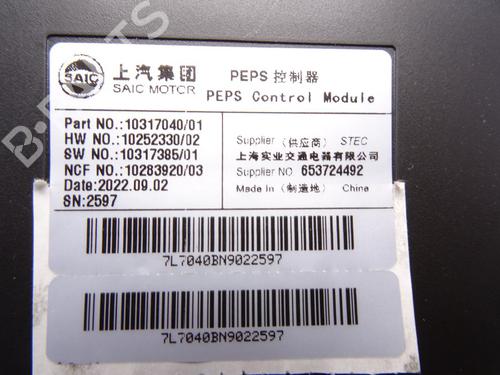 SAIC
上汽集团
SAIC MOTOR
PEPS 控制器
PEPS Control Module
Part NO.:10317040/01
HW NO.:10252330/02
SW NO.:10317385/01
NCF NO.:10283920/03
Date:2022.09.02
SN:2597
Supplier (供应商) STEC
上海实业交通电器有限公司
Supplier NO 653724492
Made in (制造地) China
7L7040BN9022597
7L7040BN9022597